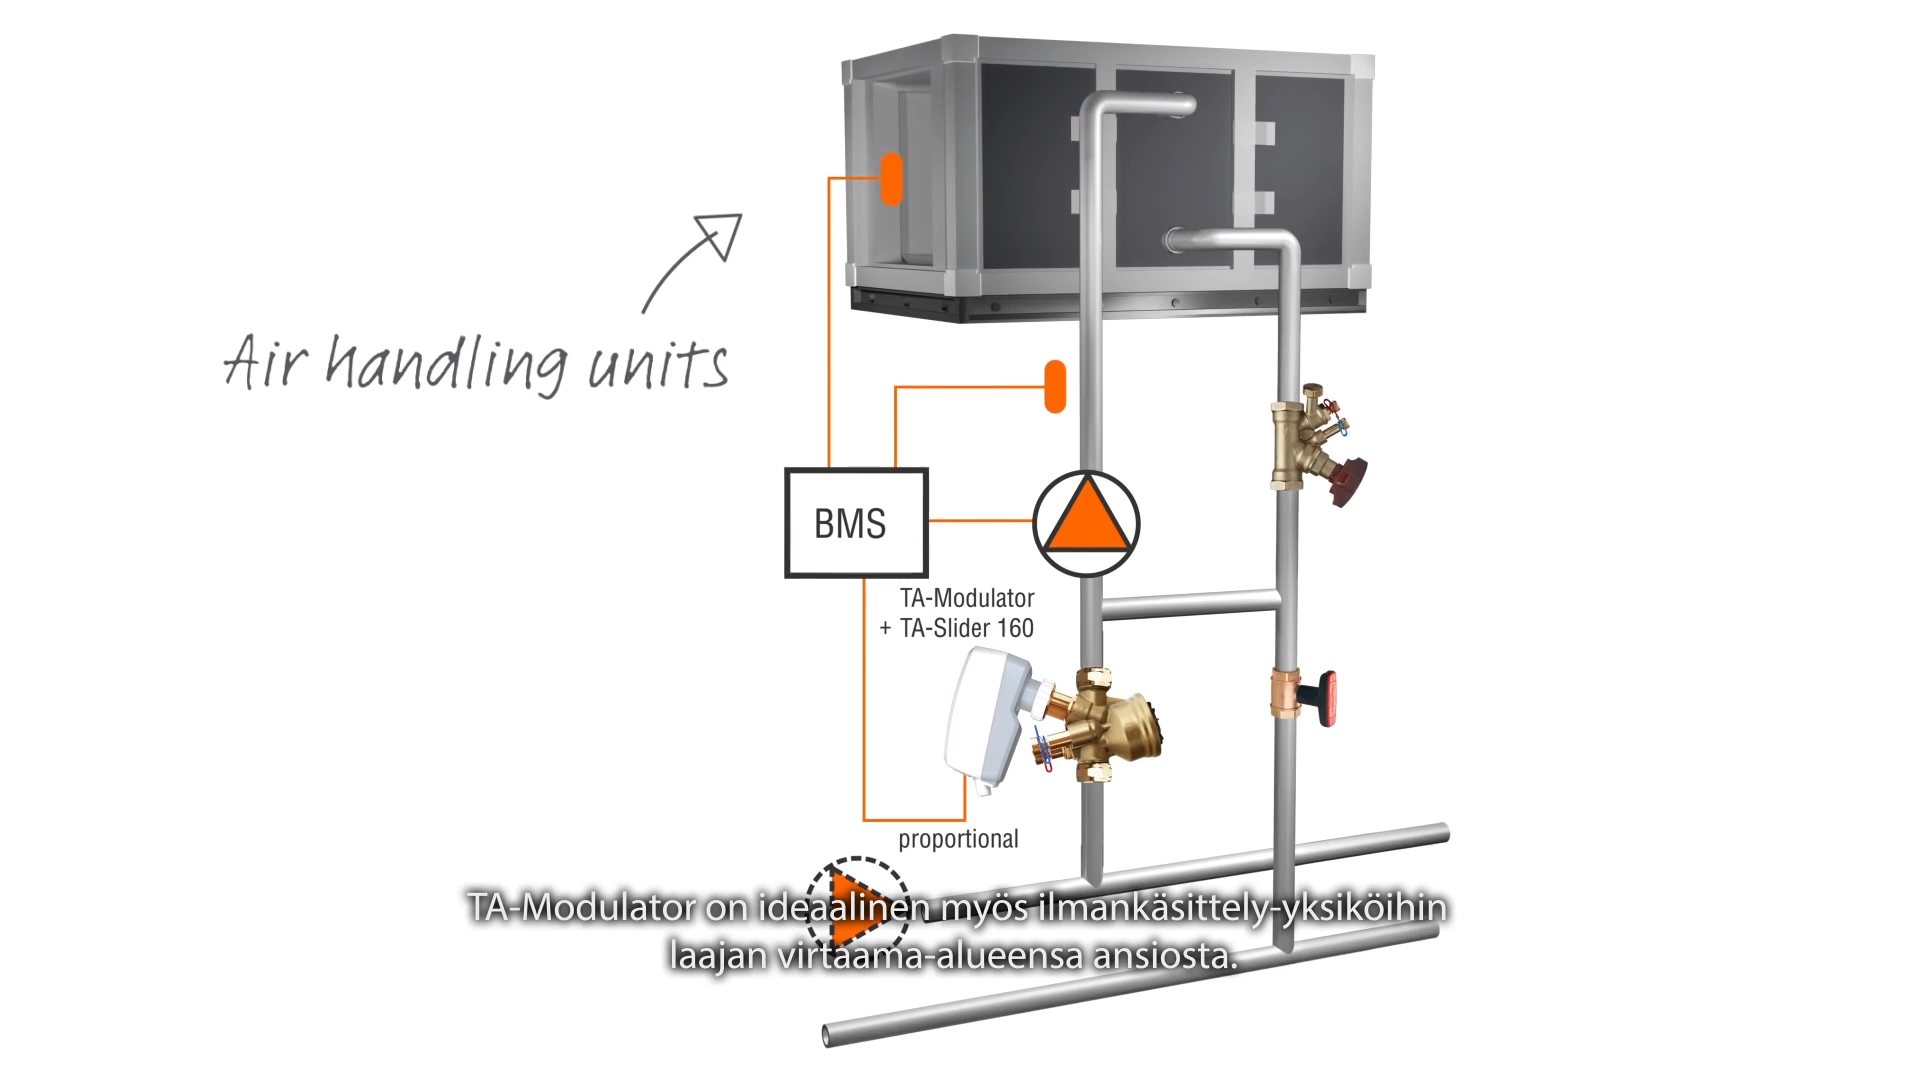 Air handling units
BMS
TA-Modulator
+ TA-Slider 160
proportional
TA-Modulator on ideaalinen myös ilmankäsittely-yksiköihin
laajan virtaama-alueensa ansiosta.